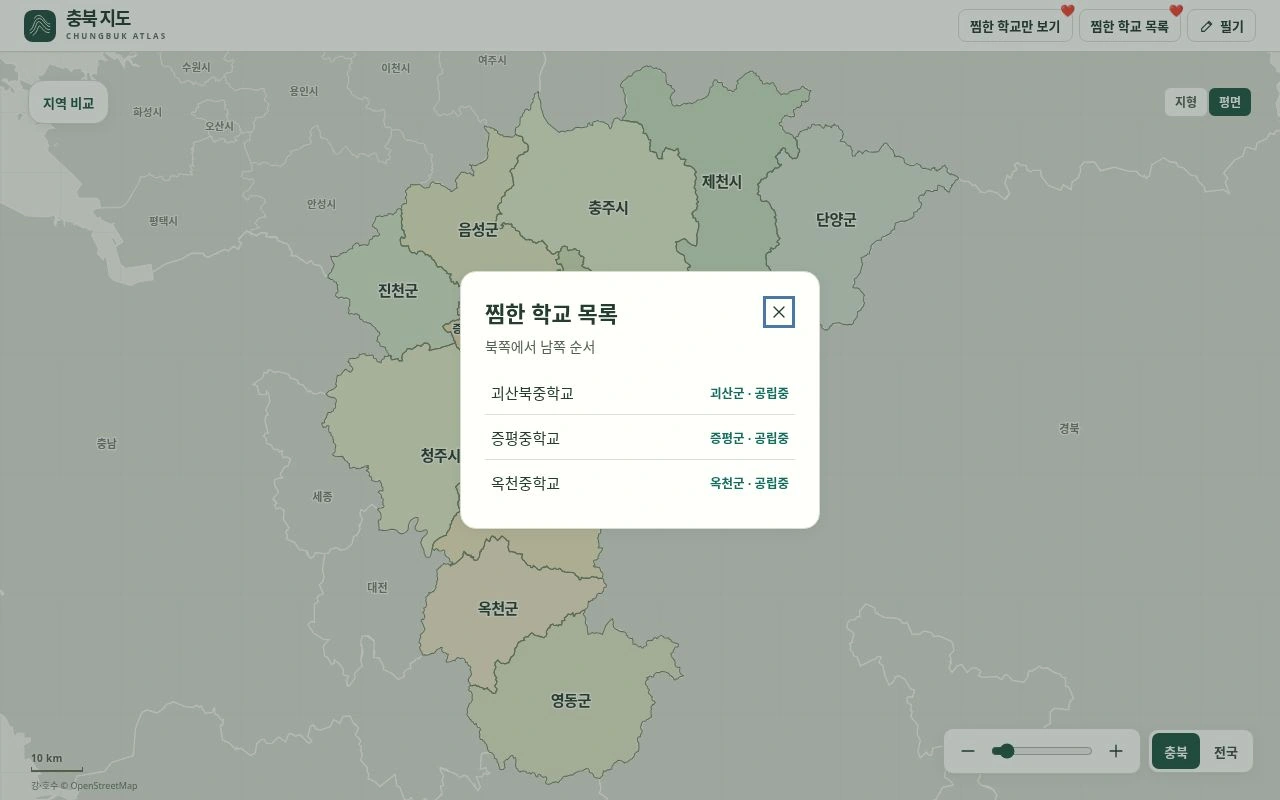 충북 지도
CHUNGBUK ATLAS
찜한 학교만 보기
찜한 학교 목록
필기
지역 비교
지형
평면
수원시
이천시
여주시
용인시
화성시
오산시
안성시
평택시
제천시
충주시
단양군
음성군
진천군
증
찜한 학교 목록
북쪽에서 남쪽 순서
괴산북중학교 괴산군 · 공립중
증평중학교 증평군 · 공립중
옥천중학교 옥천군 · 공립중
청주시
충남
세종
경북
대전
옥천군
영동군
10 km
강·호수 © OpenStreetMap
충북
전국